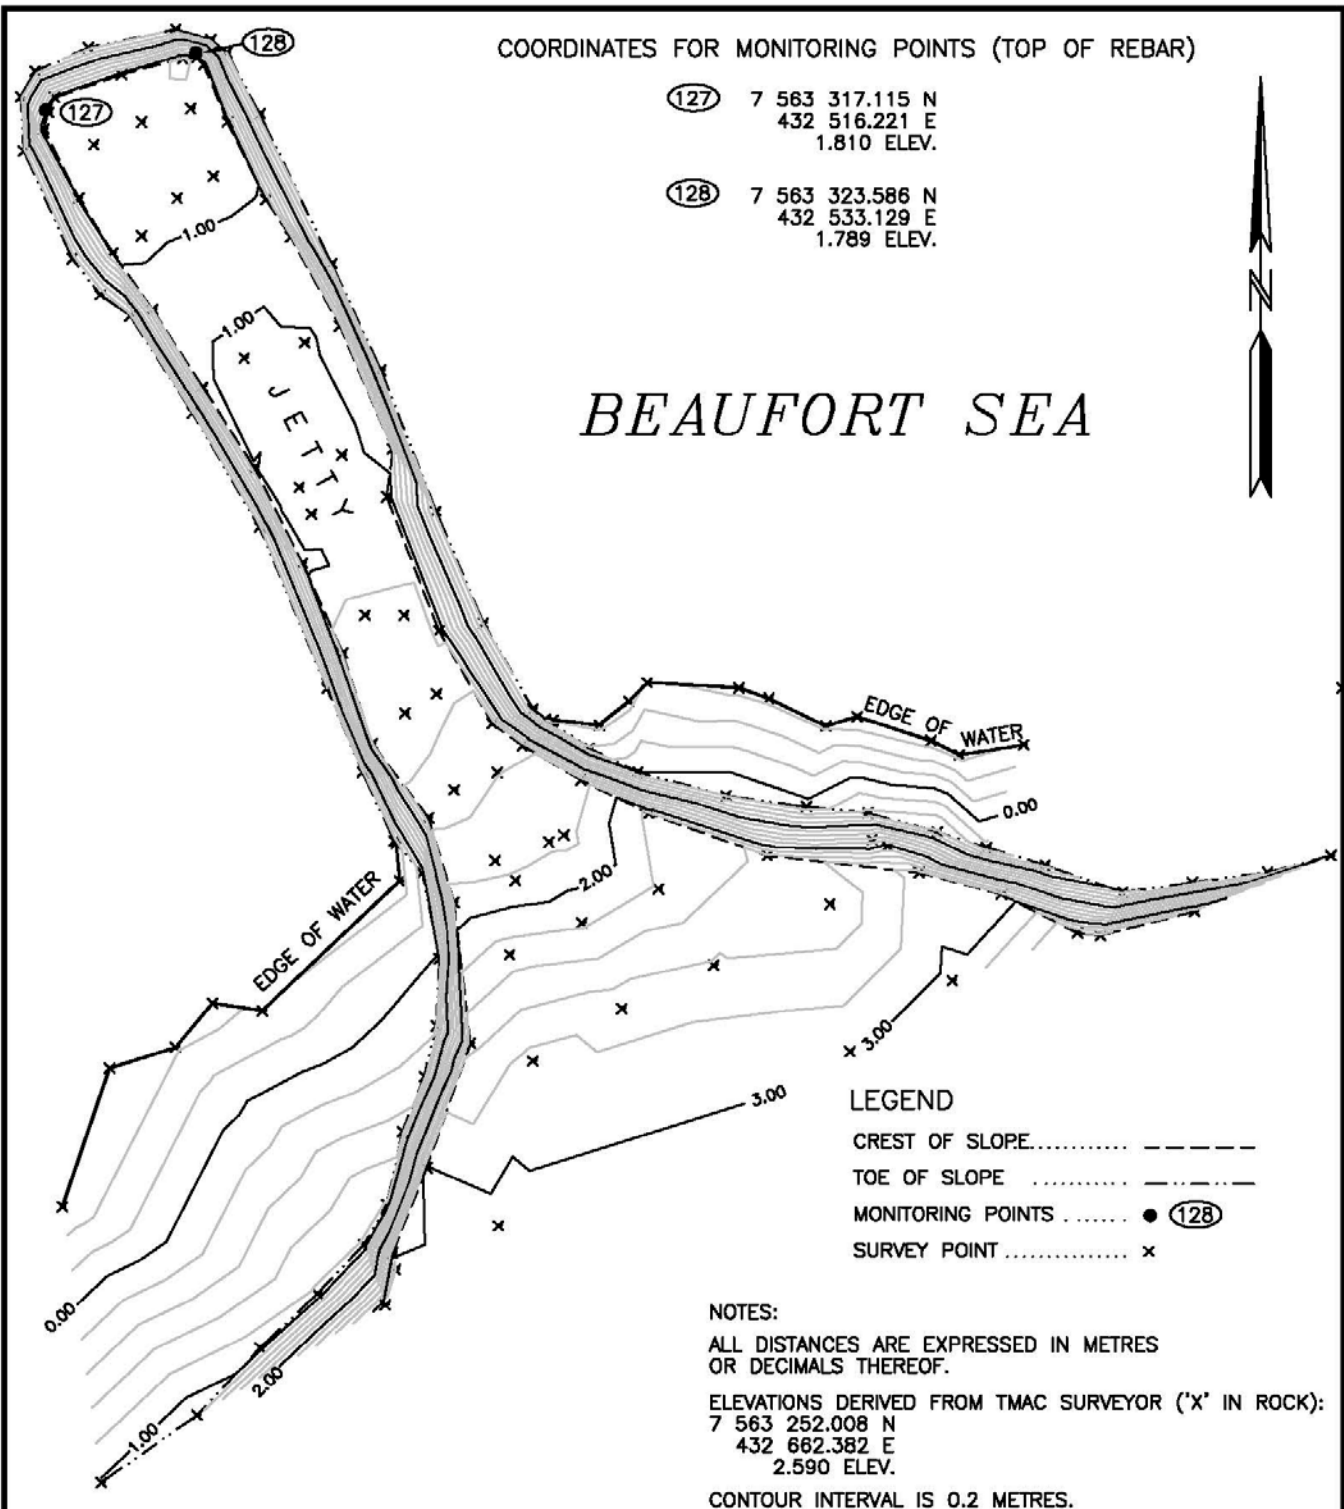 128
COORDINATES FOR MONITORING POINTS (TOP OF REBAR)
127
127 7 563 317.115 N
432 516.221 E
1.810 ELEV.
128 7 563 323.586 N
432 533.129 E
1.789 ELEV.
1.00
N
1.00
JETTY
BEAUFORT SEA
EDGE OF WATER
0.00
2.00
EDGE OF WATER
3.00
3.00
LEGEND
CREST OF SLOPE............
TOE OF SLOPE ..........
MONITORING POINTS ....... 128
SURVEY POINT ..............
0.00
2.00
1.00
NOTES:
ALL DISTANCES ARE EXPRESSED IN METRES
OR DECIMALS THEREOF.
ELEVATIONS DERIVED FROM TMAC SURVEYOR ('X' IN ROCK):
7 563 252.008 N
432 662.382 E
2.590 ELEV.
CONTOUR INTERVAL IS 0.2 METRES.